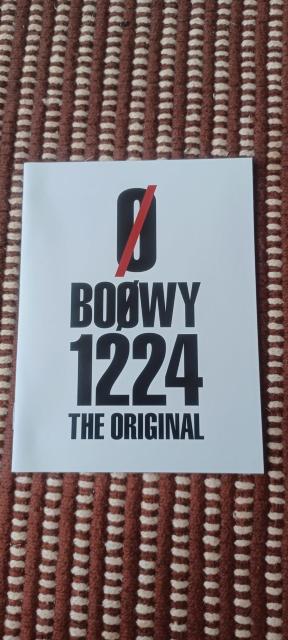 Ø
BOØWY
1224
THE ORIGINAL